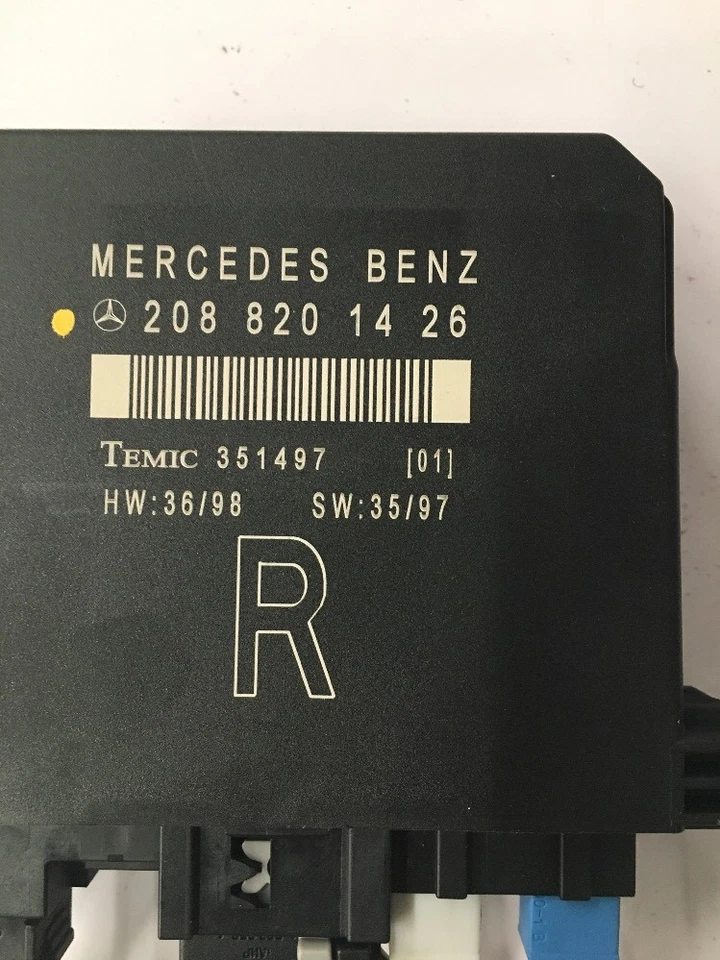 MERCEDES BENZ
208 820 14 26
TEMIC 351497 [01]
HW:36/98 SW:35/97
R